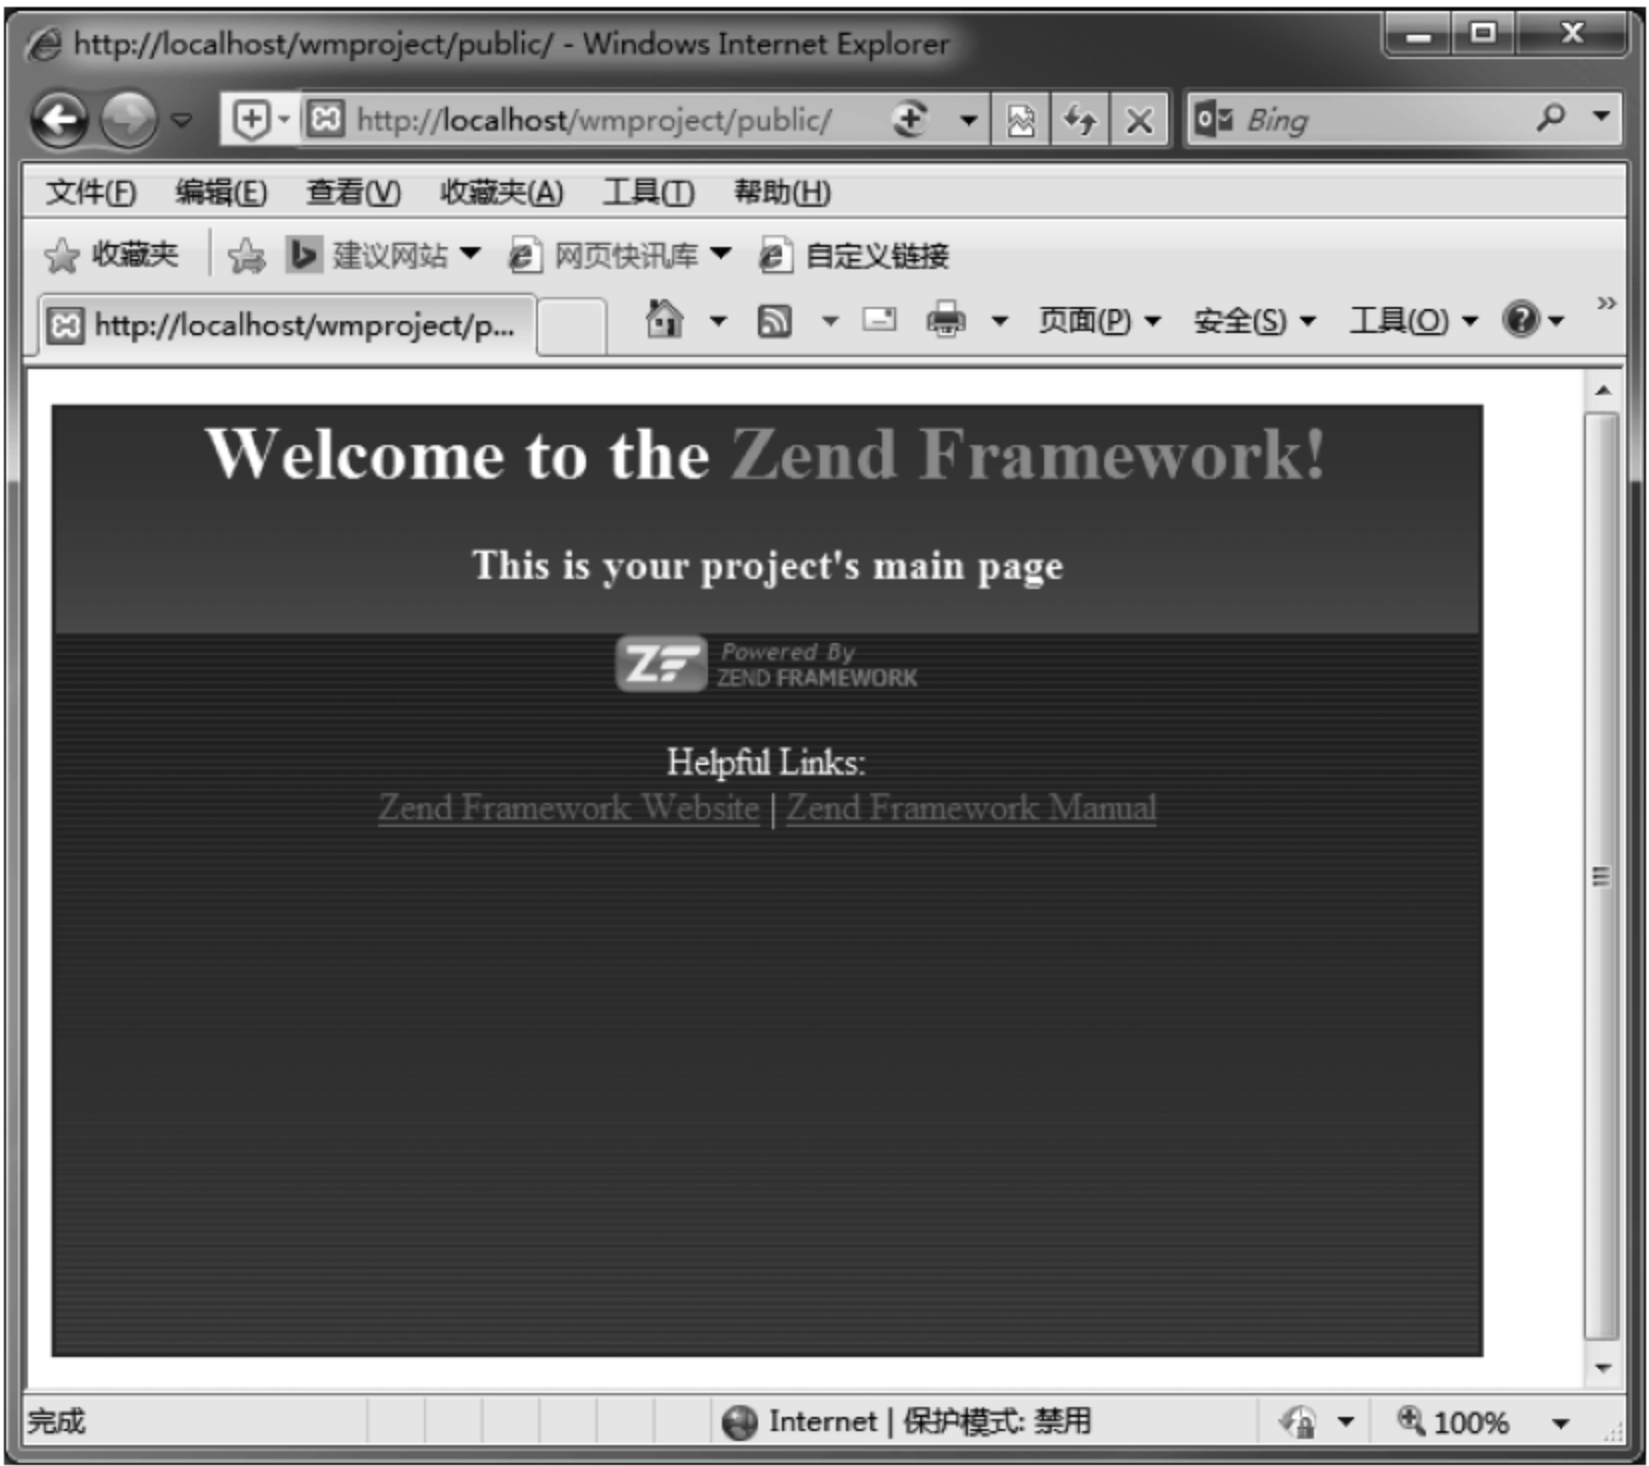 http://localhost/wmproject/public/ - Windows Internet Explorer
http://localhost/wmproject/public/ Bing
文件(F) 编辑(E) 查看(V) 收藏夹(A) 工具(T) 帮助(H)
收藏夹 建议网站 网页快讯库 自定义链接
http://localhost/wmproject/p... 页面(P) 安全(S) 工具(O) »
Welcome to the Zend Framework!
This is your project's main page
ZF Powered By
ZEND FRAMEWORK
Helpful Links:
Zend Framework Website | Zend Framework Manual
完成 Internet | 保护模式: 禁用 100%